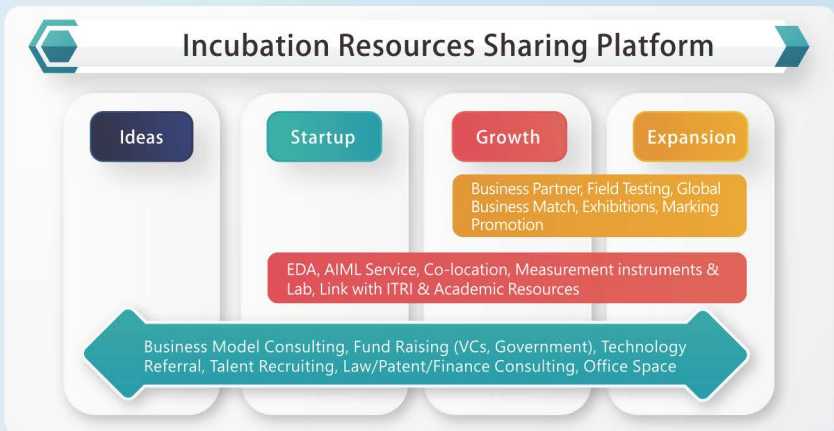 Incubation Resources Sharing Platform
Ideas
Startup
Growth
Expansion
Business Partner, Field Testing, Global
Business Match, Exhibitions, Marking
Promotion
EDA, AIML Service, Co-location, Measurement instruments &
Lab, Link with ITRI & Academic Resources
Business Model Consulting, Fund Raising (VCs, Government), Technology
Referral, Talent Recruiting, Law/Patent/Finance Consulting, Office Space